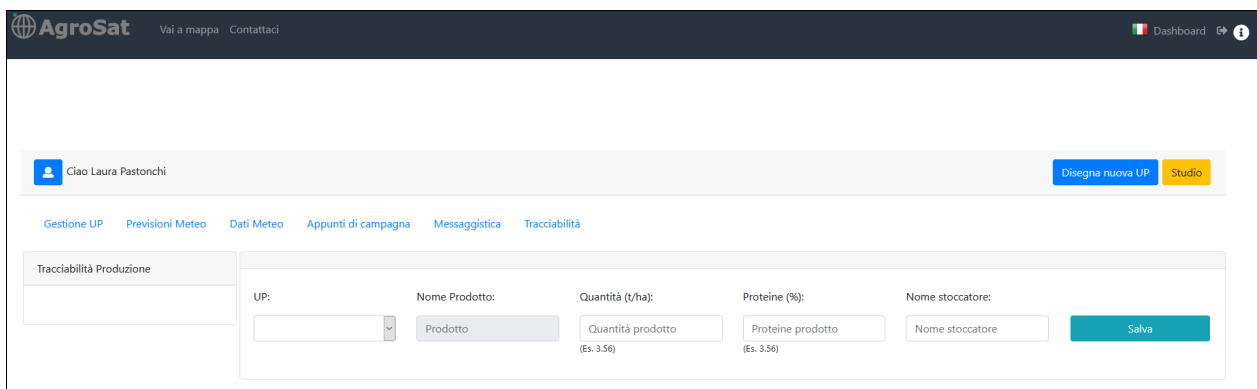 AgroSat Vai a mappa Contattaci Dashboard
Ciao Laura Pastonchi Disegna nuova UP Studio
Gestione UP Previsioni Meteo Dati Meteo Appunti di campagna Messaggistica Tracciabilità
Tracciabilità Produzione
UP: Nome Prodotto: Quantità (t/ha): Proteine (%): Nome stoccatore:
Prodotto Quantità prodotto Proteine prodotto Nome stoccatore Salva
(Es. 3.56) (Es. 3.56)